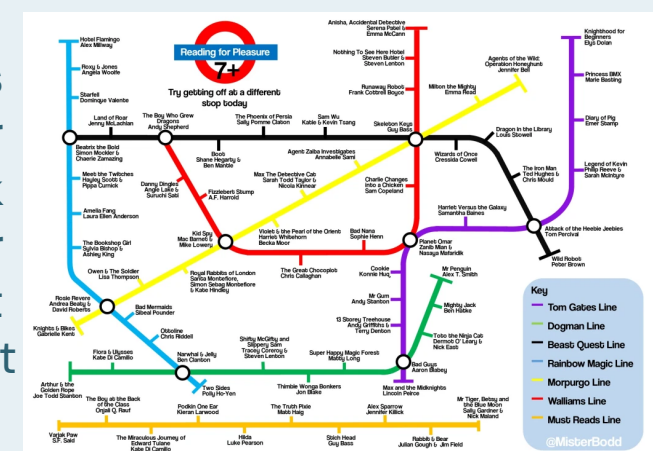 Reading for Pleasure
7+
Try getting off at a different
stop today
Hotel Flamingo
Alex Milway
Roxy & Jones
Angela Woolfe
Starfell
Dominque Valente
Land of Roar
Jenny McLachlan
The Boy Who Grew
Dragons
Andy Shepherd
The Phoenix of Persia
Sally Pomme Clabon
Sam Wu
Katie & Kevin Tsang
Beatrix the Bold
Simon Mockler &
Chaerle Zamazing
Boot
Shane Hegarty &
Ben Mantle
Agent Zaiba Investigates
Annabelle Sami
Anisha, Accidental Detective
Serena Patel &
Emma McCann
Nothing To See Here Hotel
Steven Butler &
Steven Lenton
Runaway Robot
Frank Cottrell Boyce
Skeleton Keys
Guy Bass
Milton the Mighty
Emma Read
Agents of the Wild:
Operation Honeyhunt
Jennifer Bell
Knighthood for
Beginners
Elys Dolan
Princess BMX
Marie Basting
Diary of Pig
Emer Stamp
Legend of Kevin
Philip Reeve &
Sarah McIntyre
Dragon in the Library
Louis Stowell
Wizards of Once
Cressida Cowell
The Iron Man
Ted Hughes &
Chris Mould
Attack of the Heebie Jeebies
Tom Percival
Wild Robot
Peter Brown
Meet the Twitches
Hayley Scott &
Pippa Curnick
Amelia Fang
Laura Ellen Anderson
The Bookshop Girl
Sylvia Bishop &
Ashley King
Danny Dingles
Angie Lake &
Suruchi Sati
Fizzlebert Stump
A.F. Harrold
Max The Detective Cat
Sarah Todd Taylor &
Nicola Kinnear
Charlie Changes
Into a Chicken
Sam Copeland
Harriet Versus the Galaxy
Samantha Baines
Kid Spy
Mac Barnett &
Mike Lowery
Violet & the Pearl of the Orient
Harriet Whitehorn
Becka Moor
Bad Nana
Sophie Henn
Planet Omar
Zanib Mian &
Nasaya Mafaridik
The Great Chocoplot
Chris Callaghan
Owen & The Soldier
Lisa Thompson
Royal Rabbits of London
Santa Montefiore,
Simon Sebag Montefiore
& Kate Hindley
Rosie Revere
Andrea Beaty &
David Roberts
Knights & Bikes
Gabrielle Kent
Bad Mermaids
Sibeal Pounder
Ottoline
Chris Riddell
Cookie
Konnie Huq
Mr Gum
Andy Stanton
13 Storey Treehouse
Andy Griffiths &
Terry Denton
Mr Penguin
Alex T. Smith
Mighty Jack
Ben Hatke
Toto the Ninja Cat
Dermot O' Leary &
Nick East
Bad Guys
Aaron Blabey
Max and the Midknights
Lincoln Peirce
Flora & Ulysses
Kate Di Camillo
Narwhal & Jelly
Ben Clanton
Shifty McGifty and
Slippery Sam
Tracey Corderoy &
Steven Lenton
Super Happy Magic Forest
Matty Long
Thimble Wonga Bonkers
Jon Blake
Two Sides
Polly Ho-Yen
Arthur & the
Golden Rope
Joe Todd Stanton
The Boy at the Back
of the Class
Onjali Q. Rauf
Podkin One Ear
Kieran Larwood
The Truth Pixie
Matt Haig
Alex Sparrow
Jennifer Killick
Mr Tiger, Betsy and
the Blue Moon
Sally Gardner &
Nick Maland
Varjak Paw
S.F. Said
The Miraculous Journey of
Edward Tulane
Kate Di Camillo
Hilda
Luke Pearson
Stitch Head
Guy Bass
Rabbit & Bear
Julian Gough & Jim Field
Key
Tom Gates Line
Dogman Line
Beast Quest Line
Rainbow Magic Line
Morpurgo Line
Walliams Line
Must Reads Line
@MisterBodd